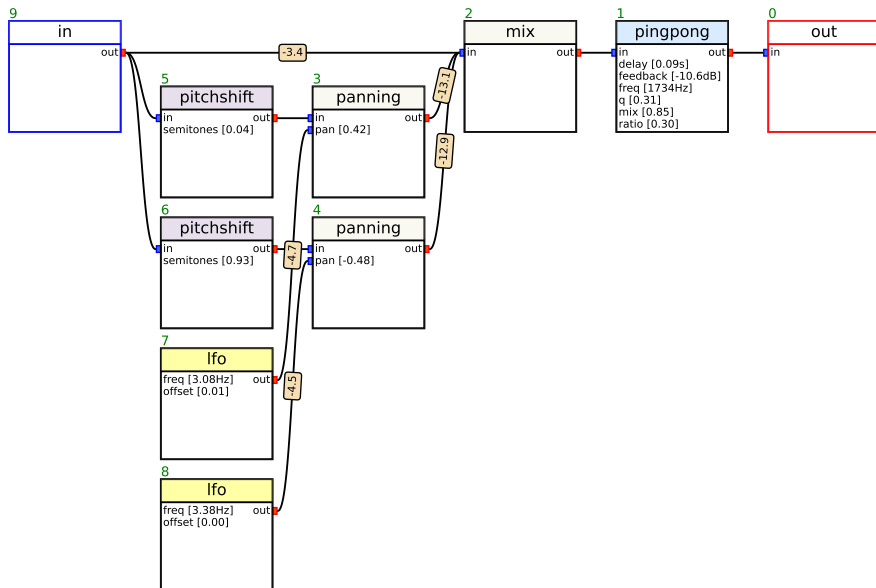 9
in
out
-3.4
5
pitchshift
in
out
semitones [0.04]
3
panning
in
out
pan [0.42]
-13.1
-12.9
2
mix
in
out
1
pingpong
in
out
delay [0.09s]
feedback [-10.6dB]
freq [1734Hz]
q [0.31]
mix [0.85]
ratio [0.30]
0
out
in
6
pitchshift
in
out
semitones [0.93]
-4.7
4
panning
in
out
pan [-0.48]
7
lfo
freq [3.08Hz]
out
offset [0.01]
-4.5
8
lfo
freq [3.38Hz]
out
offset [0.00]